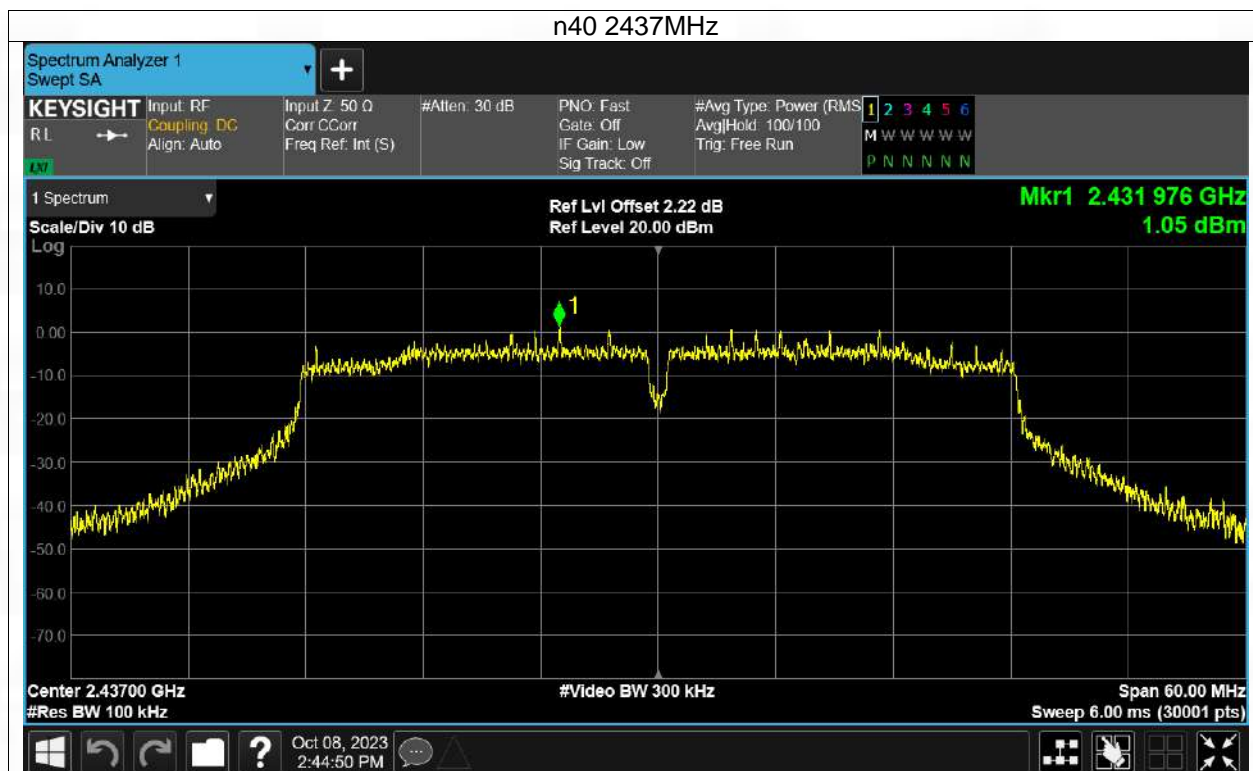 n40 2437MHz
Spectrum Analyzer 1
Swept SA
KEYSIGHT
RL
LXI
Input: RF
Coupling: DC
Align: Auto
Input Z: 50 Ω
Corr CCorr
Freq Ref: Int (S)
#Atten: 30 dB
PNO: Fast
Gate: Off
IF Gain: Low
Sig Track: Off
#Avg Type: Power (RMS
Avg|Hold: 100/100
Trig: Free Run
1 2 3 4 5 6
M W W W W W
P N N N N N
1 Spectrum
Scale/Div 10 dB
Ref Lvl Offset 2.22 dB
Ref Level 20.00 dBm
Mkr1 2.431 976 GHz
1.05 dBm
Log
10.0
0.00
-10.0
-20.0
-30.0
-40.0
-50.0
-60.0
-70.0
1
Center 2.43700 GHz
#Res BW 100 kHz
#Video BW 300 kHz
Span 60.00 MHz
Sweep 6.00 ms (30001 pts)
?
Oct 08, 2023
2:44:50 PM